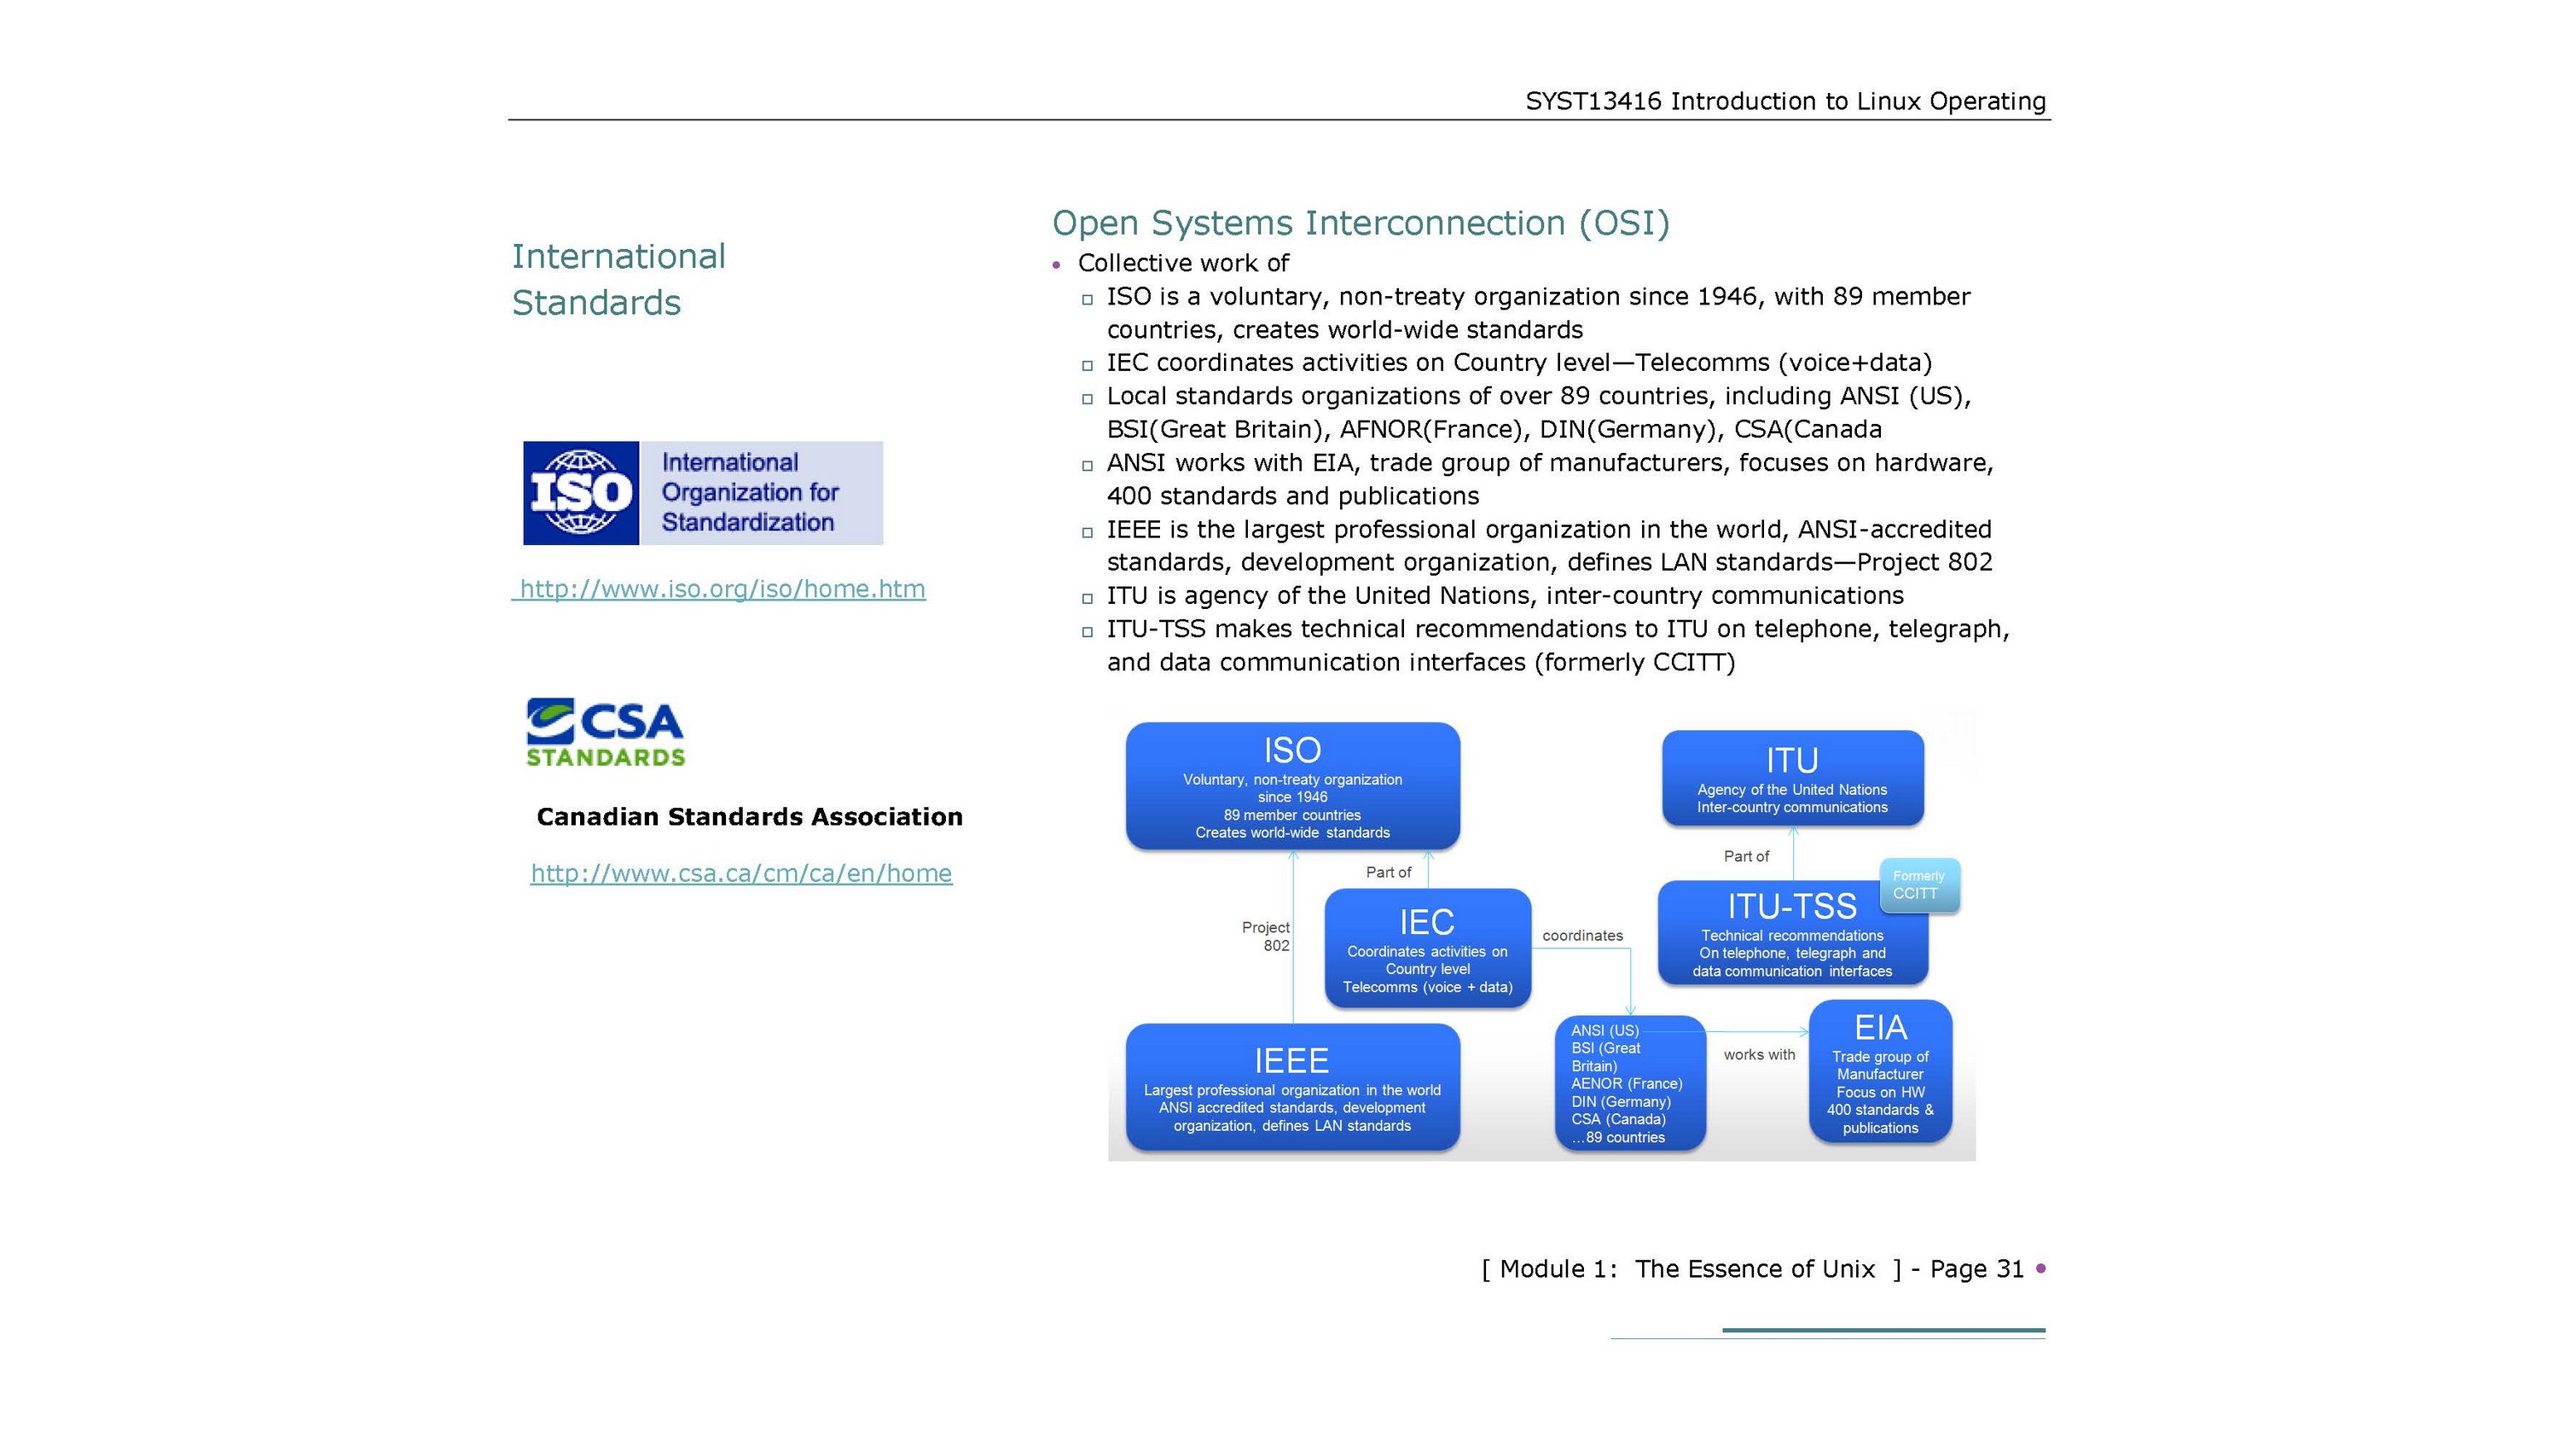 SYST13416 Introduction to Linux Operating
International
Standards
ISO
International
Organization for
Standardization
http://www.iso.org/iso/home.htm
CSA
STANDARDS
Canadian Standards Association
http://www.csa.ca/cm/ca/en/home
Open Systems Interconnection (OSI)
• Collective work of
ISO is a voluntary, non-treaty organization since 1946, with 89 member
countries, creates world-wide standards
IEC coordinates activities on Country level—Telecomms (voice+data)
Local standards organizations of over 89 countries, including ANSI (US),
BSI(Great Britain), AFNOR(France), DIN(Germany), CSA(Canada
ANSI works with EIA, trade group of manufacturers, focuses on hardware,
400 standards and publications
IEEE is the largest professional organization in the world, ANSI-accredited
standards, development organization, defines LAN standards—Project 802
ITU is agency of the United Nations, inter-country communications
ITU-TSS makes technical recommendations to ITU on telephone, telegraph,
and data communication interfaces (formerly CCITT)
ISO
Voluntary, non-treaty organization
since 1946
89 member countries
Creates world-wide standards
ITU
Agency of the United Nations
Inter-country communications
Part of
Part of
Formerly
CCITT
Project
802
IEC
Coordinates activities on
Country level
Telecomms (voice + data)
coordinates
ITU-TSS
Technical recommendations
On telephone, telegraph and
data communication interfaces
IEEE
Largest professional organization in the world
ANSI accredited standards, development
organization, defines LAN standards
ANSI (US)
BSI (Great
Britain)
AENOR (France)
DIN (Germany)
CSA (Canada)
...89 countries
works with
EIA
Trade group of
Manufacturer
Focus on HW
400 standards &
publications
[ Module 1: The Essence of Unix ] - Page 31 •